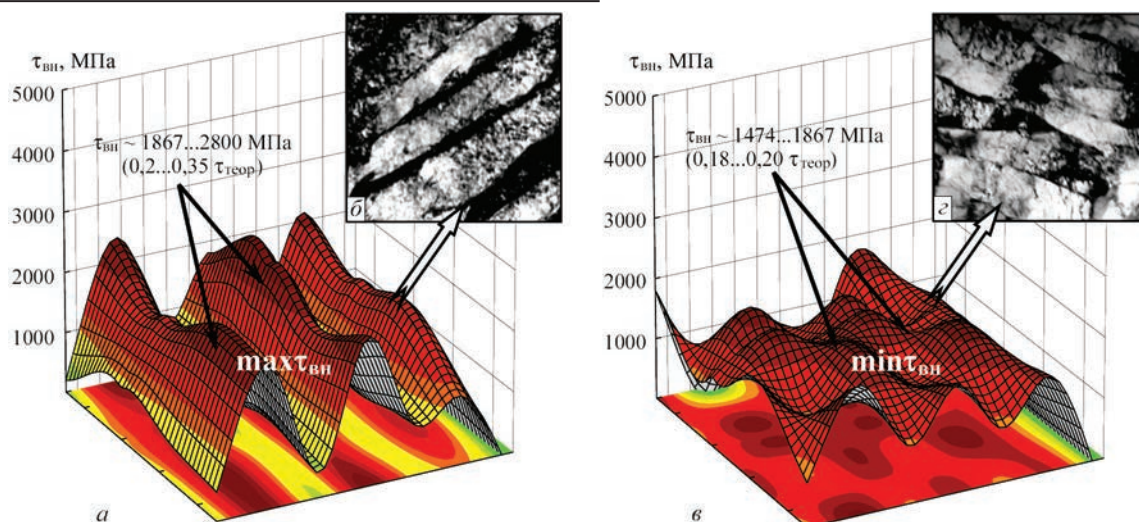 τвн, МПа
5000
4000
3000
2000
1000
τвн ~ 1867...2800 МПа
(0,2...0,35 τтеор)
б
maxτвн
а
τвн, МПа
5000
4000
3000
2000
1000
τвн ~ 1474...1867 МПа
(0,18...0,20 τтеор)
г
minτвн
в